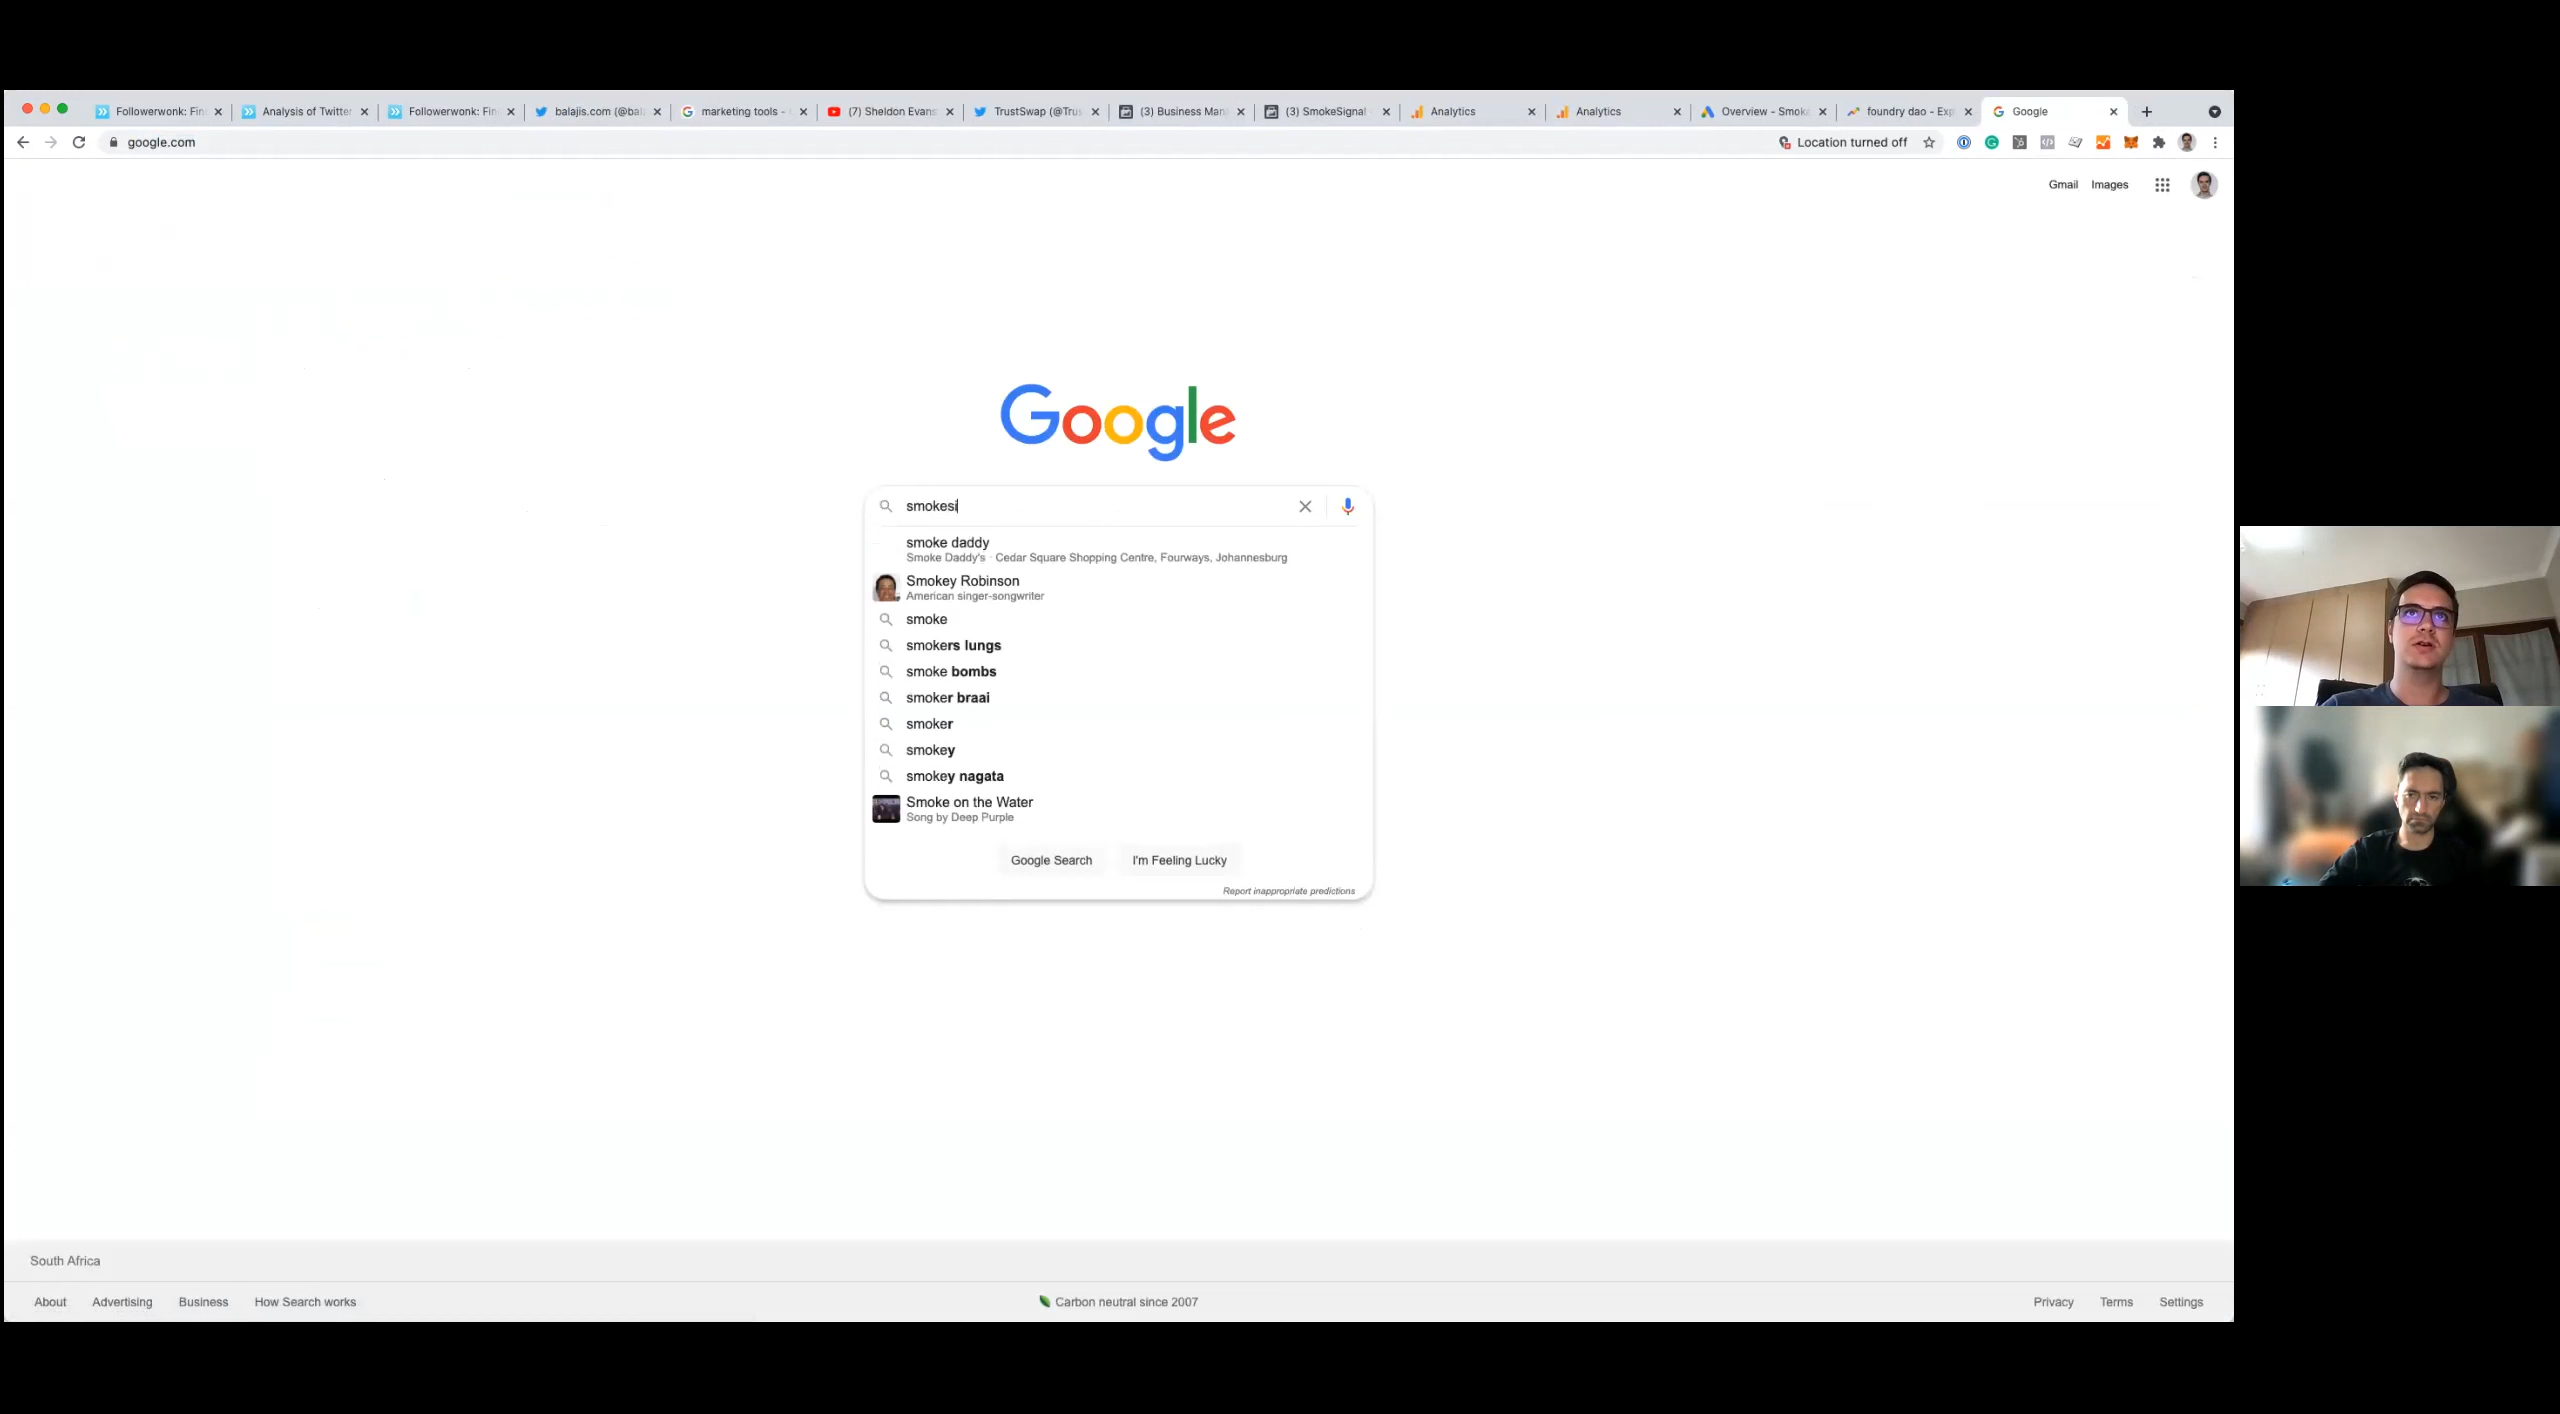 Followerwonk: Fin
Analysis of Twitter
Followerwonk: Fin
balajis.com (@bal
marketing tools -
(7) Sheldon Evans
TrustSwap (@Trus
(3) Business Man
(3) SmokeSignal
Analytics
Analytics
Overview - Smoke
foundry dao - Exp
Google
google.com
Location turned off
Gmail
Images
Google
smokesi
smoke daddy
Smoke Daddy's · Cedar Square Shopping Centre, Fourways, Johannesburg
Smokey Robinson
American singer-songwriter
smoke
smokers lungs
smoke bombs
smoker braai
smoker
smokey
smokey nagata
Smoke on the Water
Song by Deep Purple
Google Search
I'm Feeling Lucky
Report inappropriate predictions
South Africa
About
Advertising
Business
How Search works
Carbon neutral since 2007
Privacy
Terms
Settings